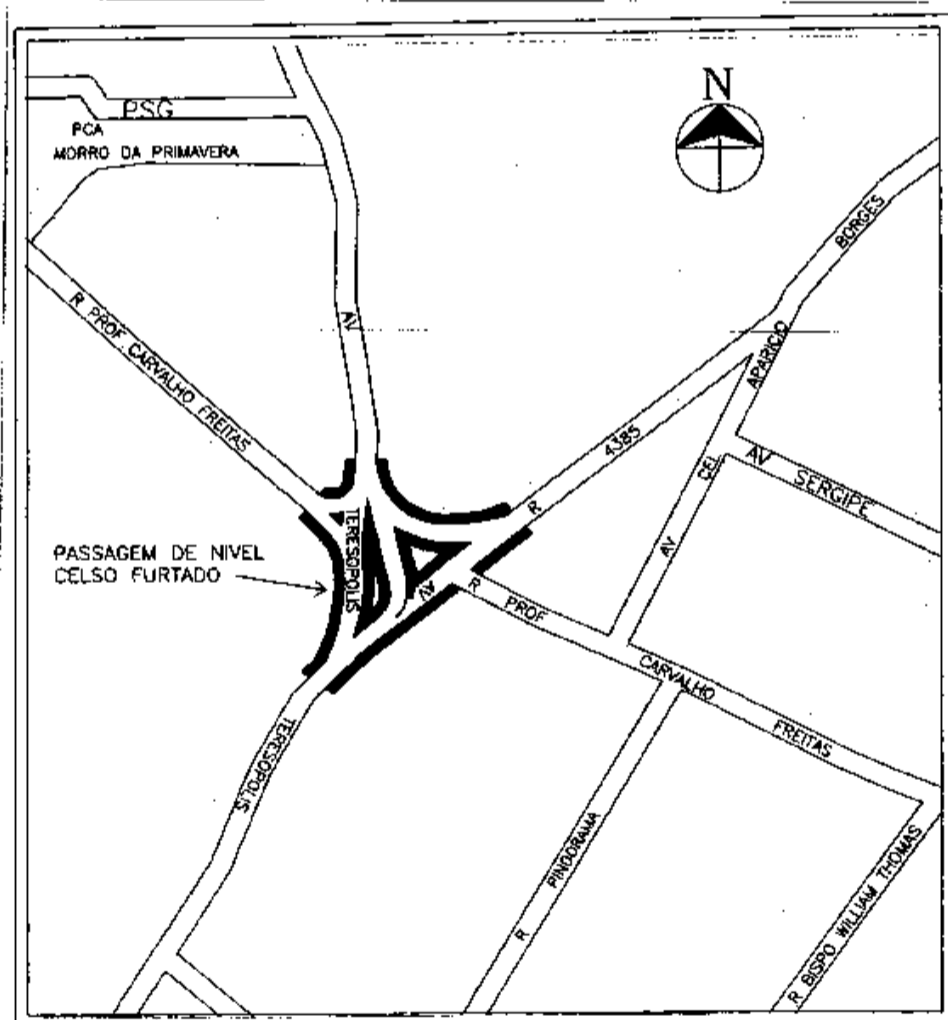 N
PSG
PCA
MORRO DA PRIMAVERA
BORGES
R PROF CARVALHO FREITAS
AV
APARICIO
4385
CEL
AV SERGIPE
R
TERESOPOLIS
PASSAGEM DE NIVEL
CELSO FURTADO
AV
AV
R
PROF
CARVALHO
FREITAS
TERESOPOLIS
PINDORAMA
R
R BISPO WILLIAM THOMAS